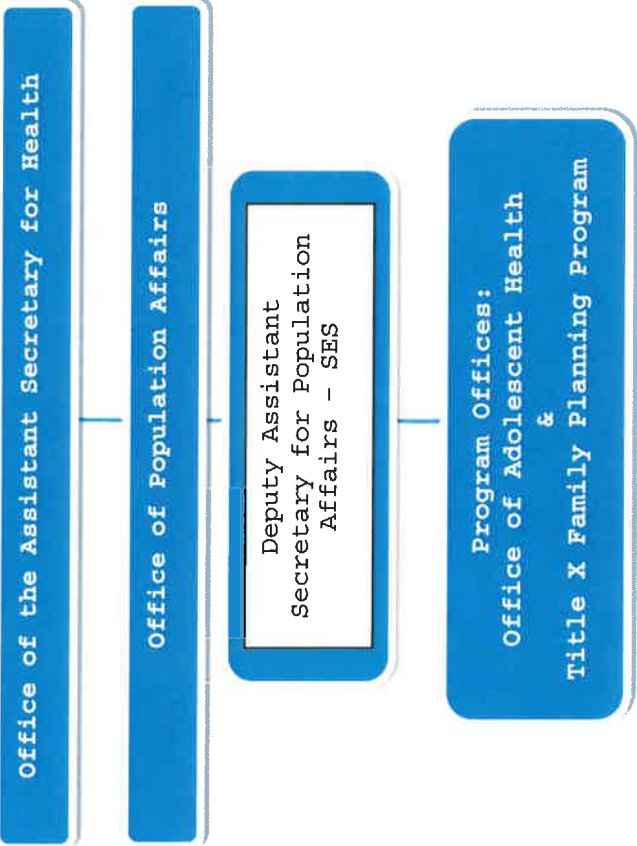 Office of the Assistant Secretary for Health
Office of Population Affairs
Deputy Assistant
Secretary for Population
Affairs – SES
Program Offices:
Office of Adolescent Health
&
Title X Family Planning Program